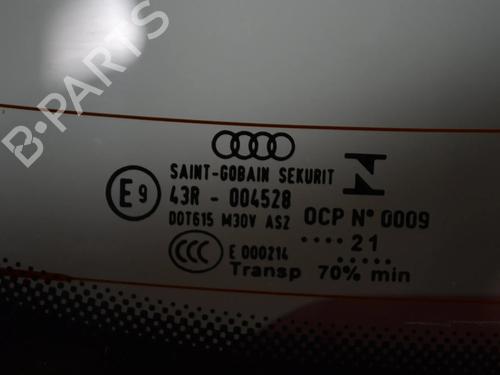 B-PARTS
SAINT-GOBAIN SEKURIT
E9 43R - 004528
DOT615 M30V AS2
OCP N° 0009
.... 21
.....
CCC E 000214
Transp 70% min